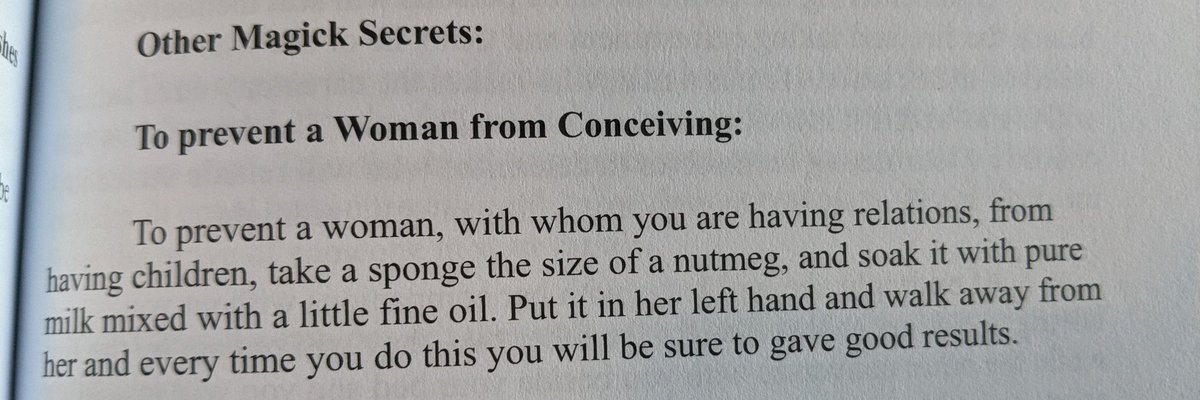 shes
be
Other Magick Secrets:
To prevent a Woman from Conceiving:
To prevent a woman, with whom you are having relations, from
having children, take a sponge the size of a nutmeg, and soak it with pure
milk mixed with a little fine oil. Put it in her left hand and walk away from
her and every time you do this you will be sure to gave good results.